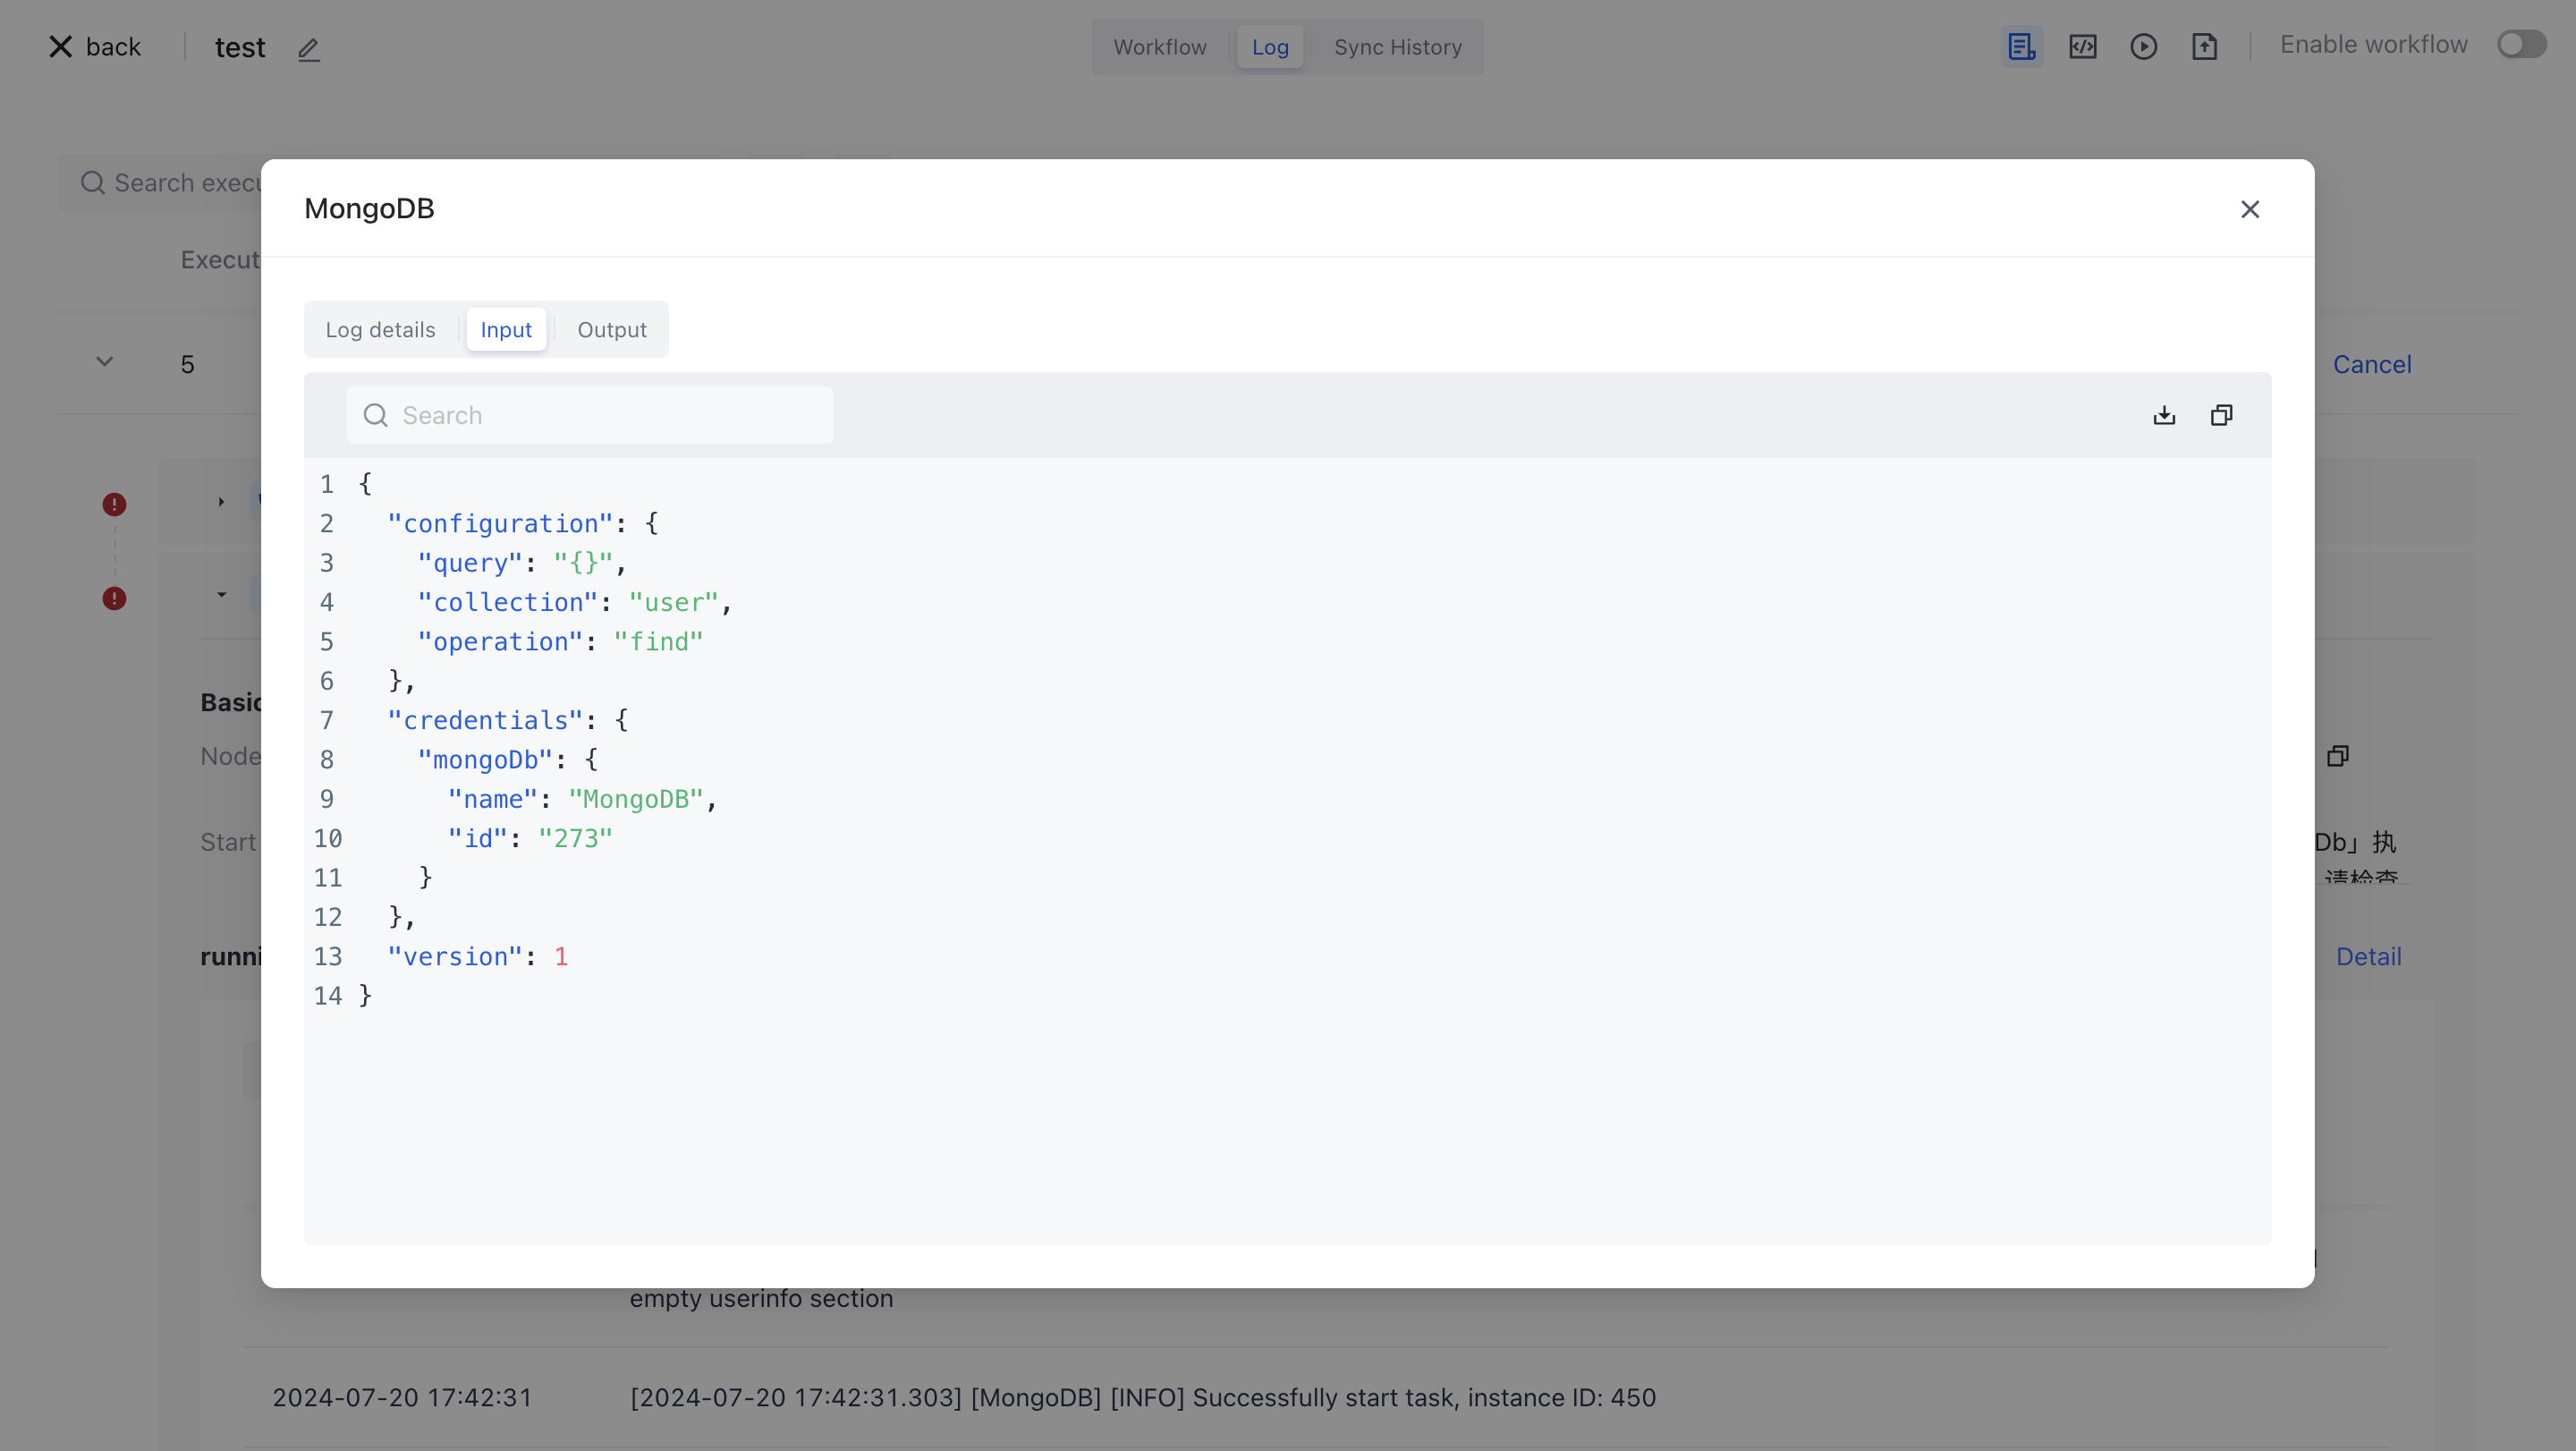 back
test
Workflow
Log
Sync History
Enable workflow
Search execu
Execut
5
Cancel
MongoDB
Log details
Input
Output
Search
1 {
2   "configuration": {
3     "query": "{}",
4     "collection": "user",
5     "operation": "find"
6   },
7   "credentials": {
8     "mongoDb": {
9       "name": "MongoDB",
10       "id": "273"
11     }
12   },
13   "version": 1
14 }
Basic
Node
Start
Db」执
请检查
runni
Detail
empty userinfo section
2024-07-20 17:42:31
[2024-07-20 17:42:31.303] [MongoDB] [INFO] Successfully start task, instance ID: 450